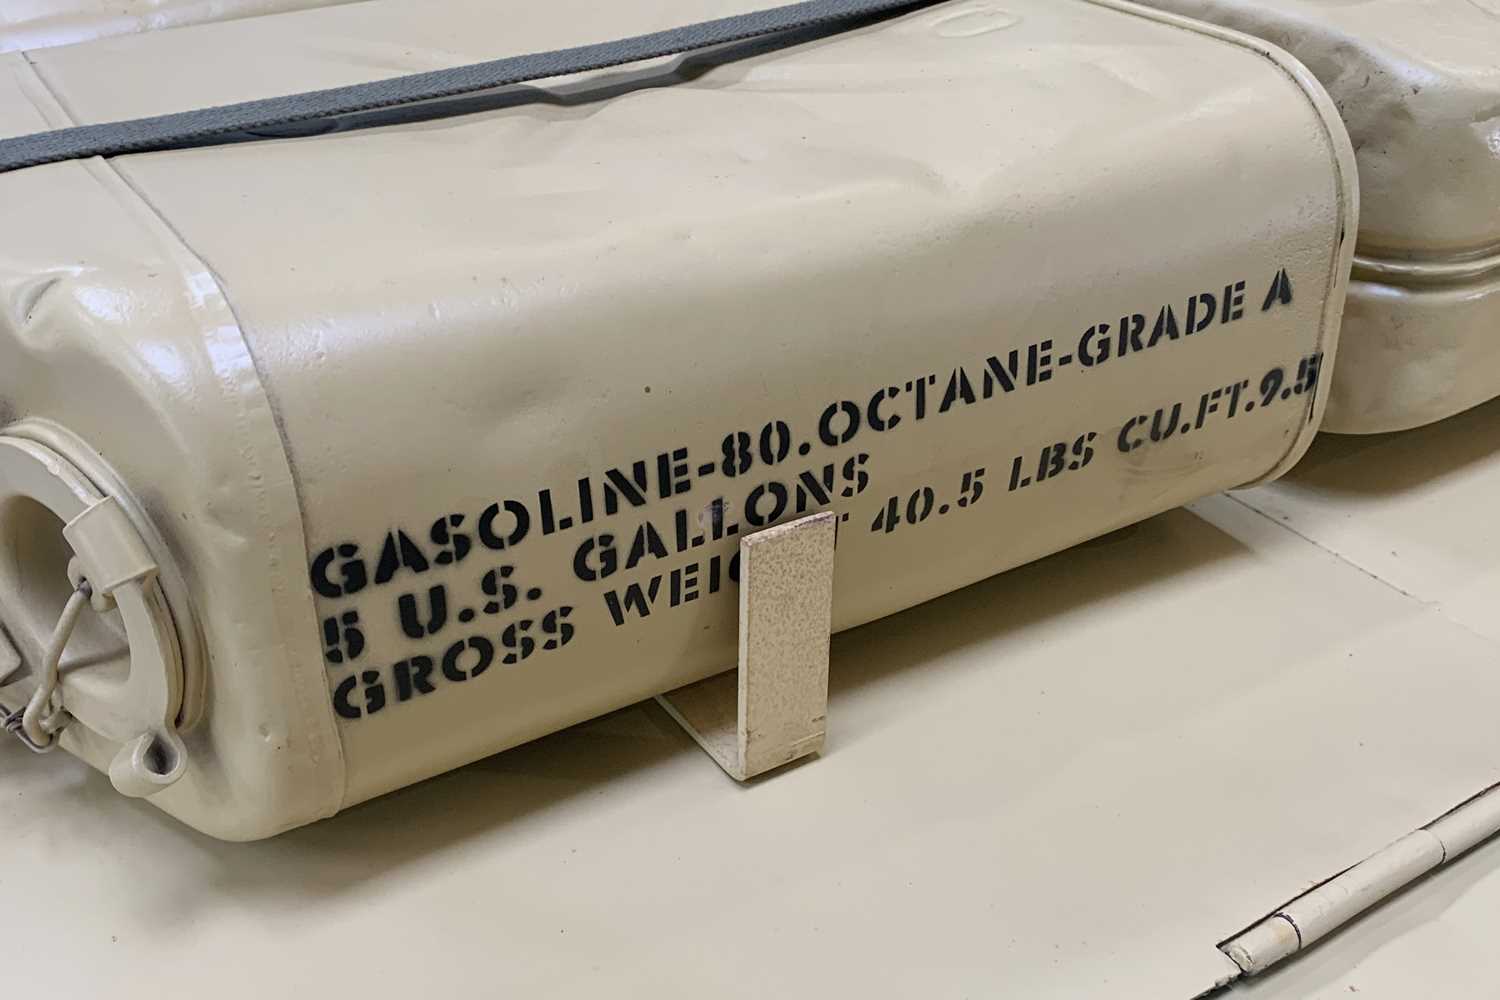 GASOLINE-80.OCTANE-GRADE A
5 U.S. GALLONS
GROSS 40.5 LBS CU.FT.9.5